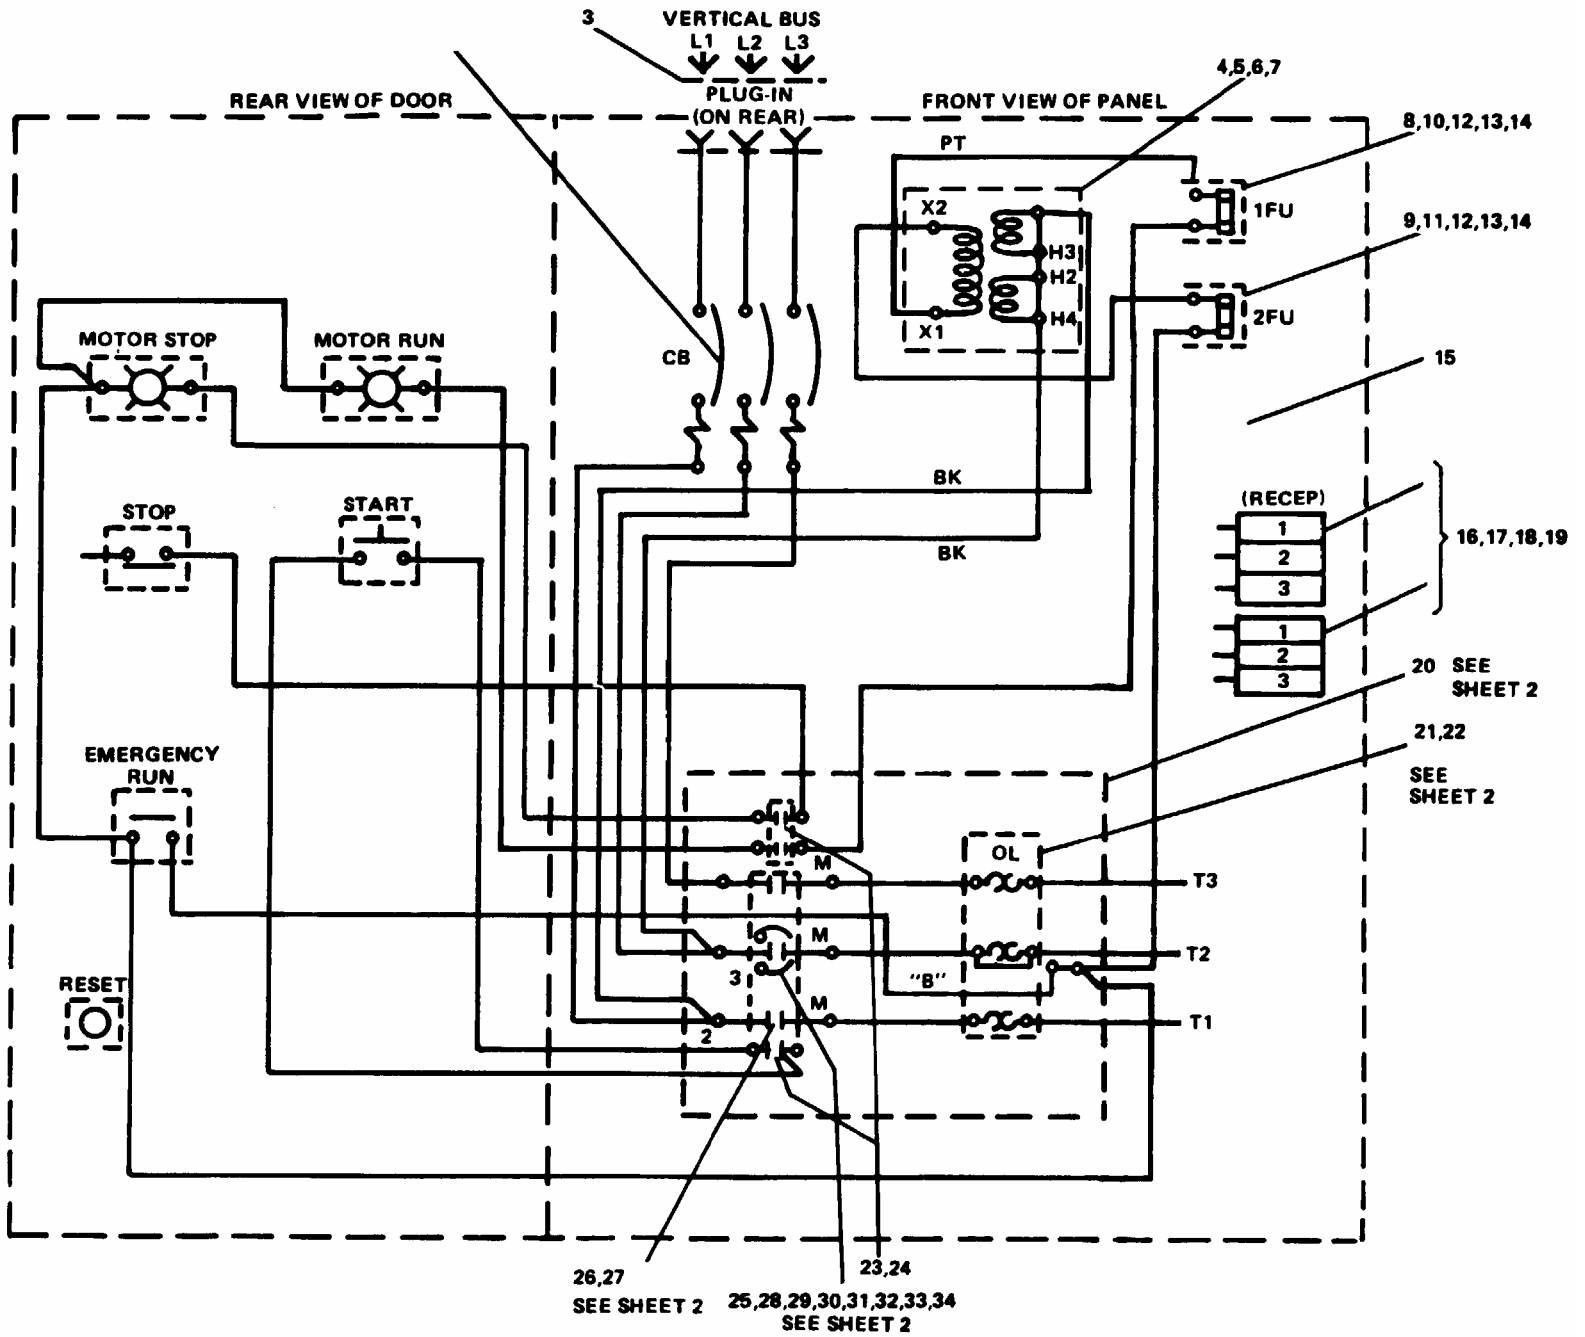 3
VERTICAL BUS
L1 L2 L3
4,5,6,7
REAR VIEW OF DOOR
PLUG-IN
(ON REAR)
FRONT VIEW OF PANEL
8,10,12,13,14
PT
X2
1FU
9,11,12,13,14
H3
H2
H4
X1
2FU
MOTOR STOP
MOTOR RUN
CB
15
BK
(RECEP)
1
2
3
16,17,18,19
STOP
START
BK
1
2
3
20 SEE
SHEET 2
21,22
SEE
SHEET 2
EMERGENCY
RUN
OL
M
T3
M
T2
3
"B"
RESET
M
T1
2
23,24
26,27
SEE SHEET 2
25,28,29,30,31,32,33,34
SEE SHEET 2